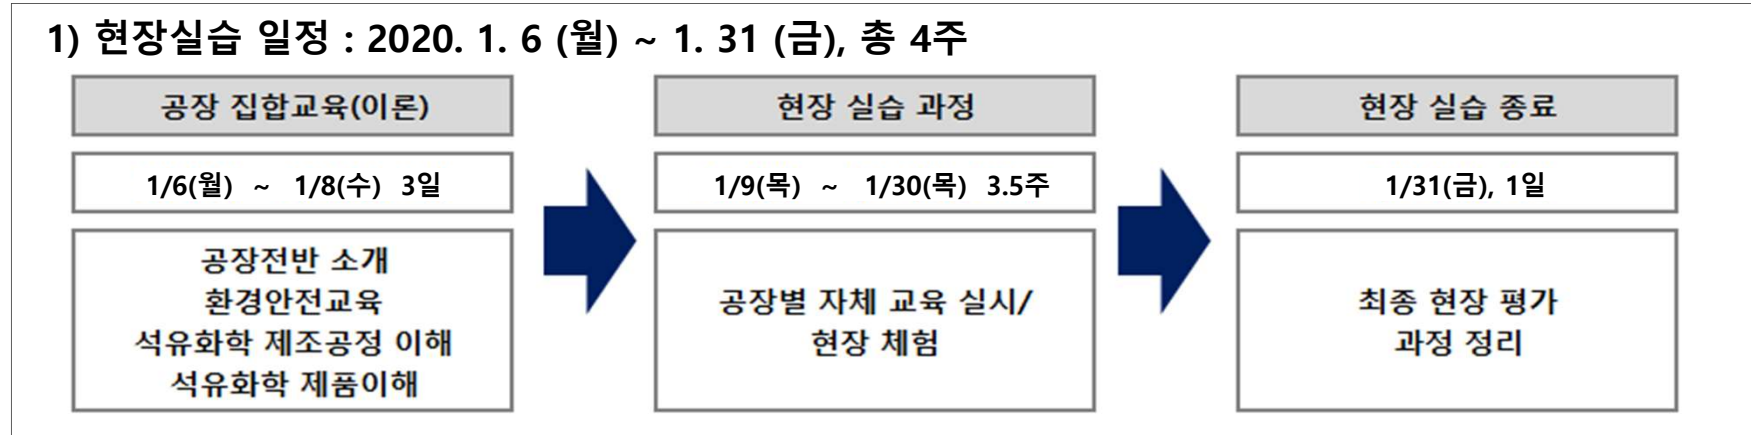 1) 현장실습 일정 : 2020. 1. 6 (월) ~ 1. 31 (금), 총 4주
공장 집합교육(이론)
1/6(월) ~ 1/8(수) 3일
공장전반 소개
환경안전교육
석유화학 제조공정 이해
석유화학 제품이해
현장 실습 과정
1/9(목) ~ 1/30(목) 3.5주
공장별 자체 교육 실시/
현장 체험
현장 실습 종료
1/31(금), 1일
최종 현장 평가
과정 정리